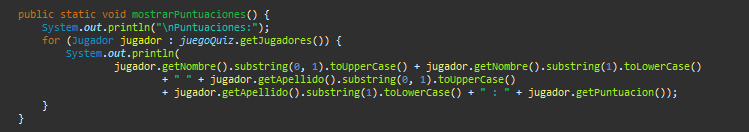 public static void mostrarPuntuaciones() {
System.out.println("\nPuntuaciones:");
for (Jugador jugador : juegoQuiz.getJugadores()) {
System.out.println(
jugador.getNombre().substring(0, 1).toUpperCase() + jugador.getNombre().substring(1).toLowerCase()
+ " " + jugador.getApellido().substring(0, 1).toUpperCase()
+ jugador.getApellido().substring(1).toLowerCase() + " : " + jugador.getPuntuacion());
}
}